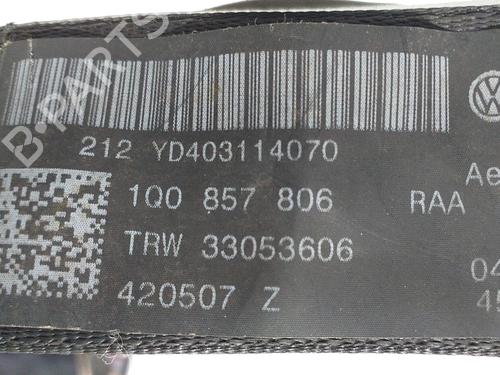 B-PARTS
212 YD403114070
1Q0 857 806 RAA Ae
TRW 33053606 04
420507 Z 45